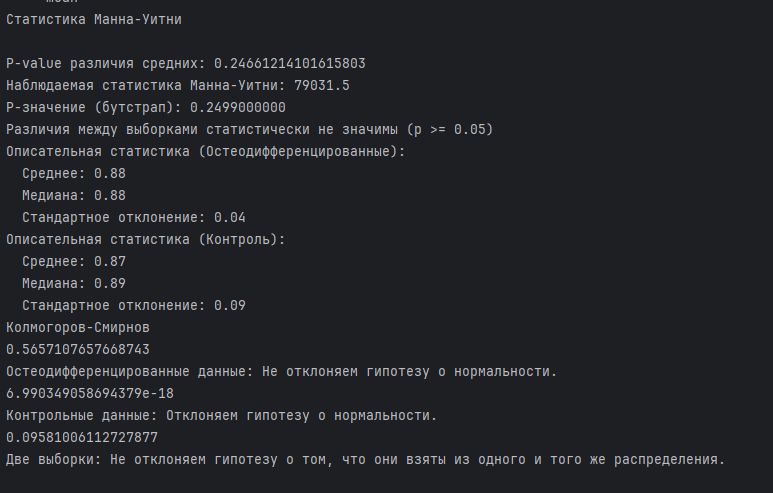 Статистика Манна-Уитни
P-value различия средних: 0.24661214101615803
Наблюдаемая статистика Манна-Уитни: 79031.5
P-значение (бутстрап): 0.2499000000
Различия между выборками статистически не значимы (p >= 0.05)
Описательная статистика (Остеодифференцированные):
Среднее: 0.88
Медиана: 0.88
Стандартное отклонение: 0.04
Описательная статистика (Контроль):
Среднее: 0.87
Медиана: 0.89
Стандартное отклонение: 0.09
Колмогоров-Смирнов
0.5657107657668743
Остеодифференцированные данные: Не отклоняем гипотезу о нормальности.
6.990349058694379e-18
Контрольные данные: Отклоняем гипотезу о нормальности.
0.09581006112727877
Две выборки: Не отклоняем гипотезу о том, что они взяты из одного и того же распределения.